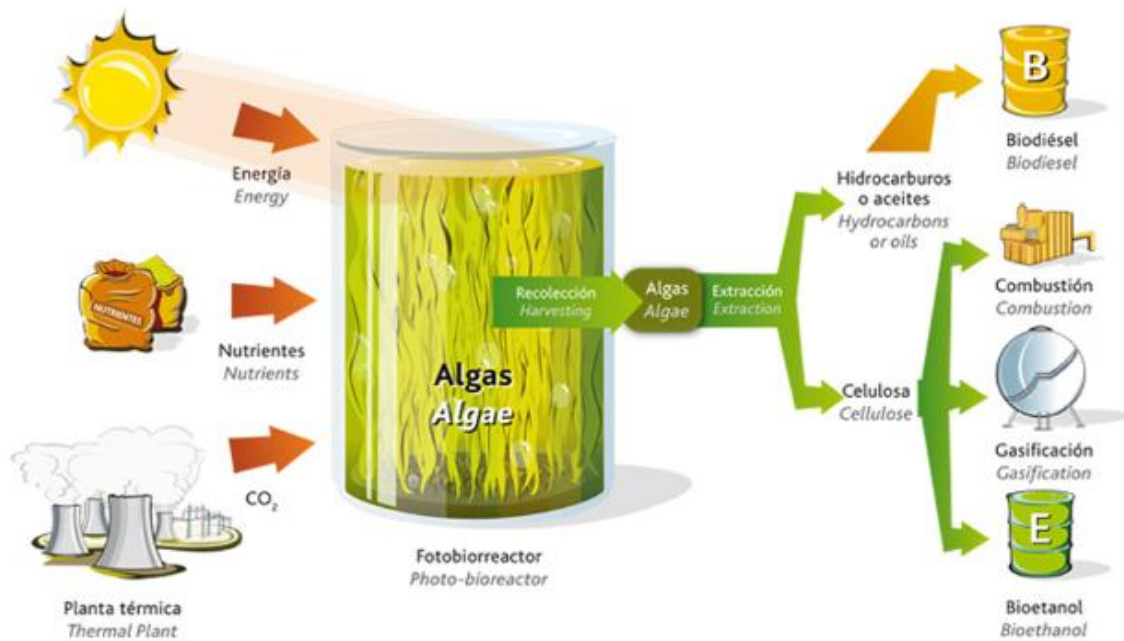 Energía
Energy
NUTRIENTES
Nutrientes
Nutrients
CO₂
Planta térmica
Thermal Plant
Algas
Algae
Fotobiorreactor
Photo-bioreactor
Recolección
Harvesting
Algas
Algae
Extracción
Extraction
Hidrocarburos
o aceites
Hydrocarbons
or oils
Celulosa
Cellulose
B
Biodiésel
Biodiesel
Combustión
Combustion
Gasificación
Gasification
E
Bioetanol
Bioethanol